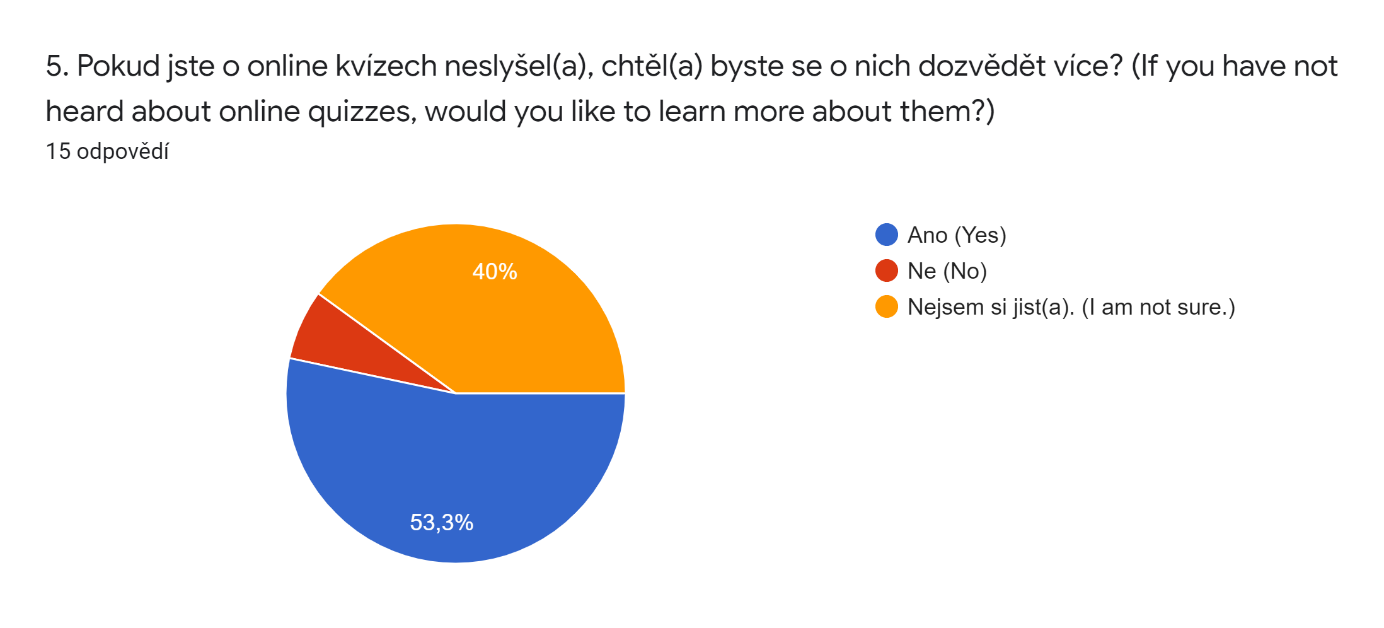 5. Pokud jste o online kvízech neslyšel(a), chtěl(a) byste se o nich dozvědět více? (If you have not
heard about online quizzes, would you like to learn more about them?)
15 odpovědí
Ano (Yes)
Ne (No)
Nejsem si jist(a). (I am not sure.)
40%
53,3%